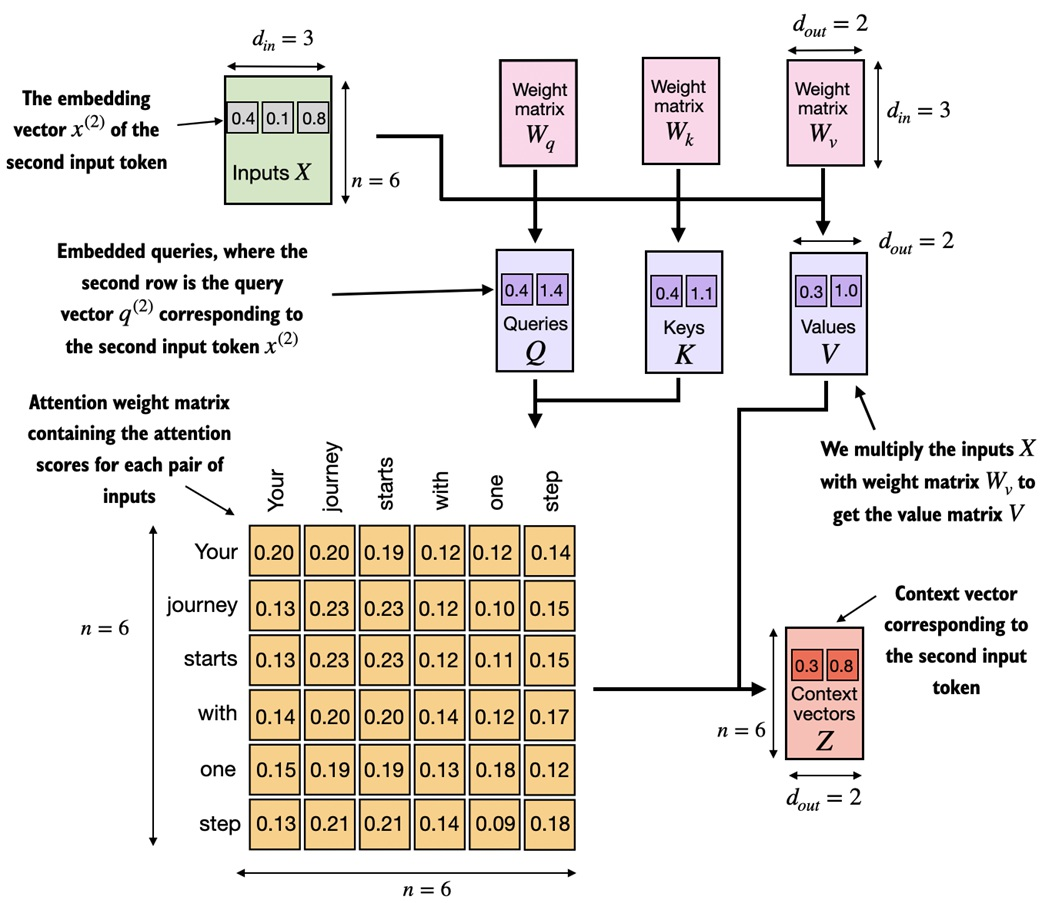 d_in = 3
The embedding
vector x^(2) of the
second input token
0.4 0.1 0.8
Inputs X
n = 6
Weight
matrix
W_q
Weight
matrix
W_k
d_out = 2
Weight
matrix
W_v
d_in = 3
Embedded queries, where the
second row is the query
vector q^(2) corresponding to
the second input token x^(2)
0.4 1.4
Queries
Q
0.4 1.1
Keys
K
d_out = 2
0.3 1.0
Values
V
We multiply the inputs X
with weight matrix W_v to
get the value matrix V
Attention weight matrix
containing the attention
scores for each pair of
inputs
Your journey starts with one step
Your 0.20 0.20 0.19 0.12 0.12 0.14
journey 0.13 0.23 0.23 0.12 0.10 0.15
starts 0.13 0.23 0.23 0.12 0.11 0.15
with 0.14 0.20 0.20 0.14 0.12 0.17
one 0.15 0.19 0.19 0.13 0.18 0.12
step 0.13 0.21 0.21 0.14 0.09 0.18
n = 6
n = 6
Context vector
corresponding to
the second input
token
0.3 0.8
Context
vectors
Z
n = 6
d_out = 2